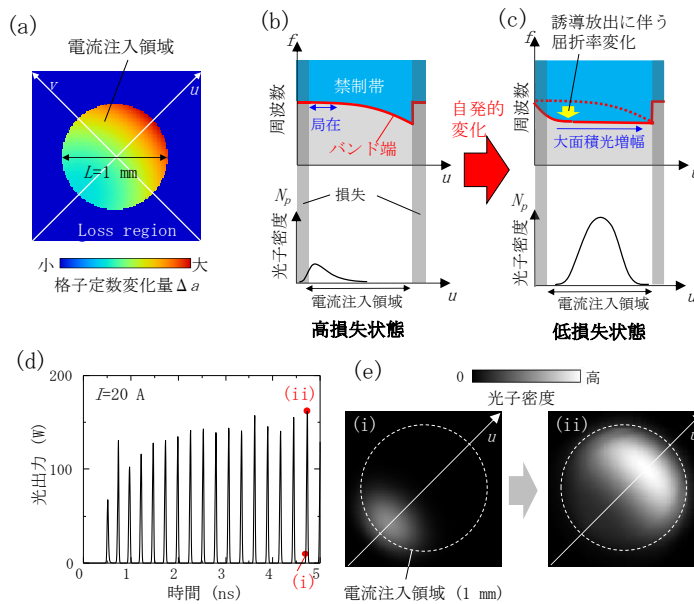 (a)
電流注入領域
v
u
L=1 mm
Loss region
小
大
格子定数変化量Δa
(b)
f
周波数
禁制帯
局在
バンド端
u
Np
損失
光子密度
u
電流注入領域
高損失状態
自発的
変化
(c)
誘導放出に伴う
屈折率変化
f
周波数
大面積光増幅
u
Np
光子密度
u
電流注入領域
低損失状態
(d)
200
I=20 A
(ii)
光出力 (W)
100
0
(i)
0
1
2
3
4
5
時間 (ns)
(e)
0
高
光子密度
(i)
u
電流注入領域 (1 mm)
(ii)
u